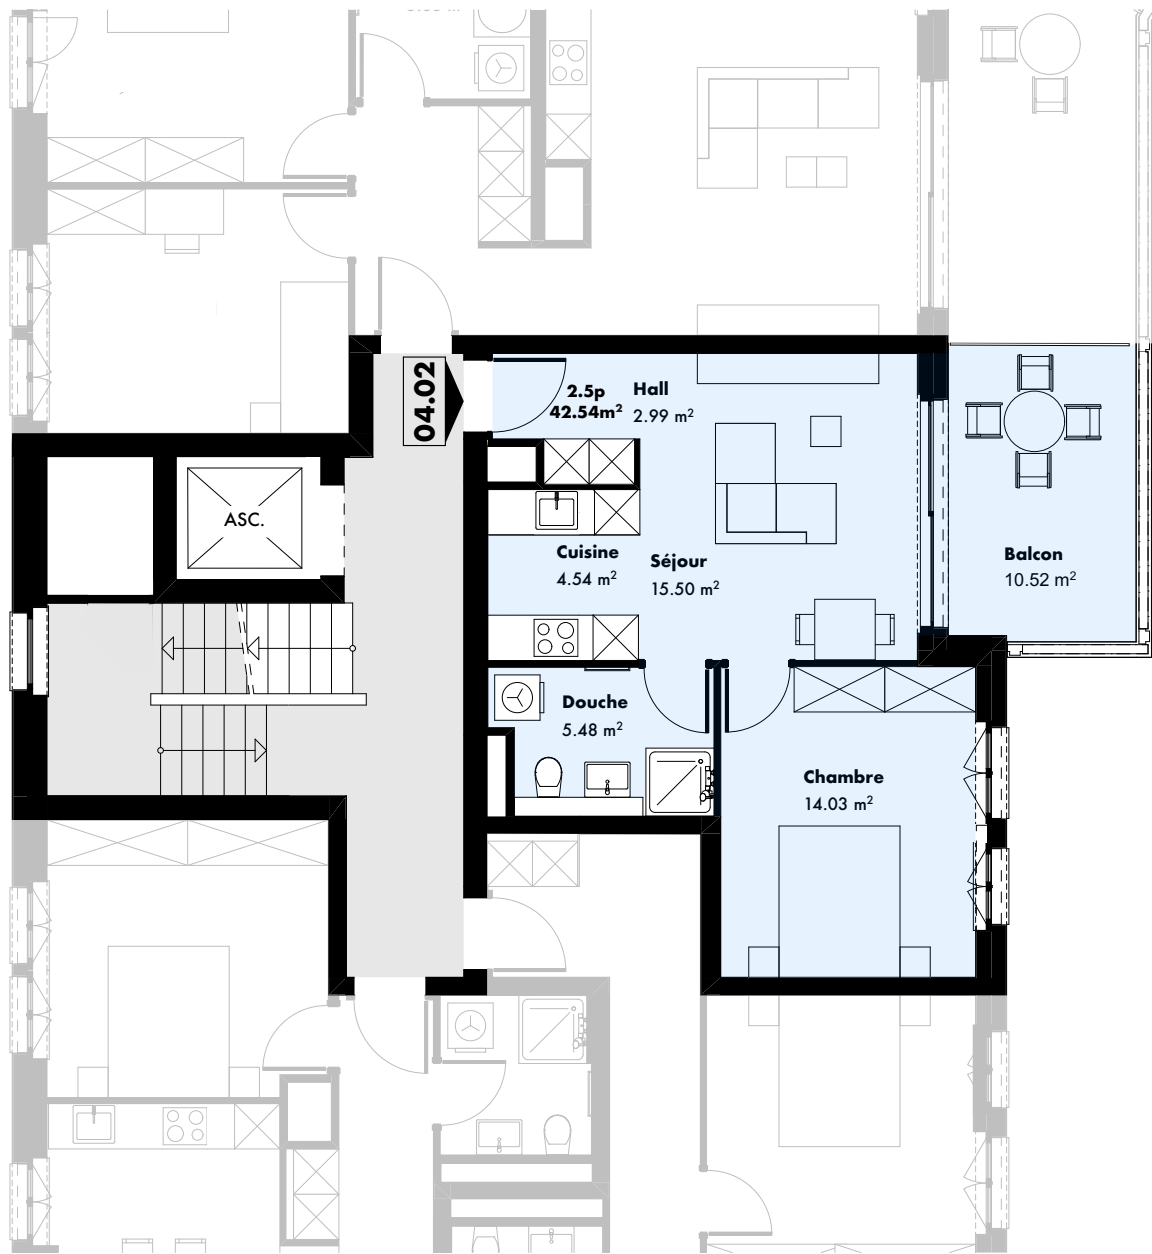 04.02
2.5p
42.54m²
Hall
2.99 m²
ASC.
Cuisine
4.54 m²
Séjour
15.50 m²
Balcon
10.52 m²
Douche
5.48 m²
Chambre
14.03 m²